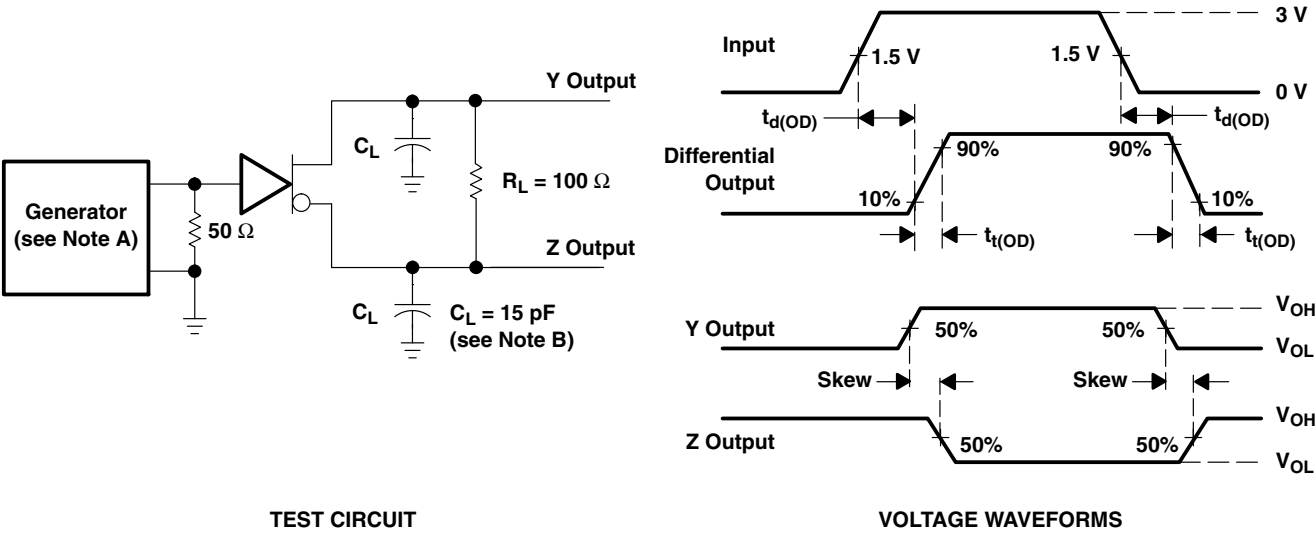 Generator
(see Note A)
50 Ω
C_L
Y Output
R_L = 100 Ω
Z Output
C_L
C_L = 15 pF
(see Note B)
TEST CIRCUIT
Input
1.5 V
1.5 V
3 V
0 V
t_d(OD)
t_d(OD)
Differential
Output
90%
90%
10%
10%
t_t(OD)
t_t(OD)
Y Output
50%
50%
V_OH
V_OL
Skew
Skew
Z Output
50%
50%
V_OH
V_OL
VOLTAGE WAVEFORMS